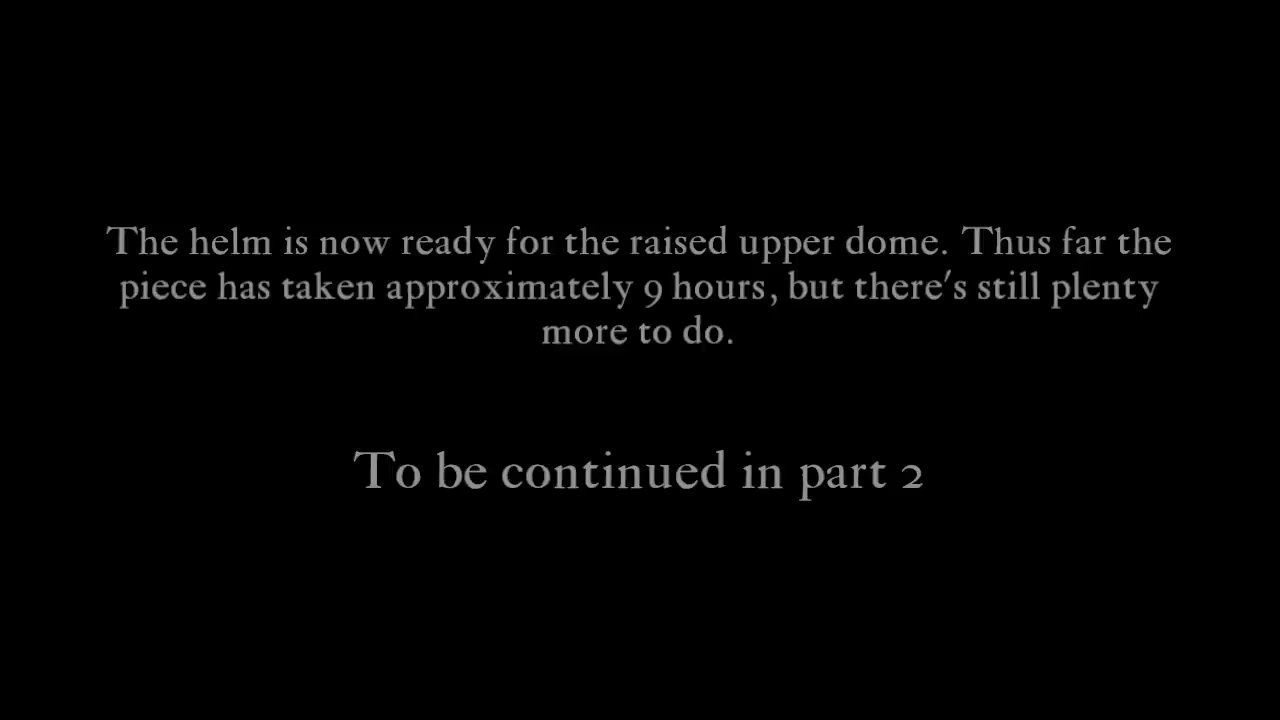 The helm is now ready for the raised upper dome. Thus far the
piece has taken approximately 9 hours, but there's still plenty
more to do.
To be continued in part 2